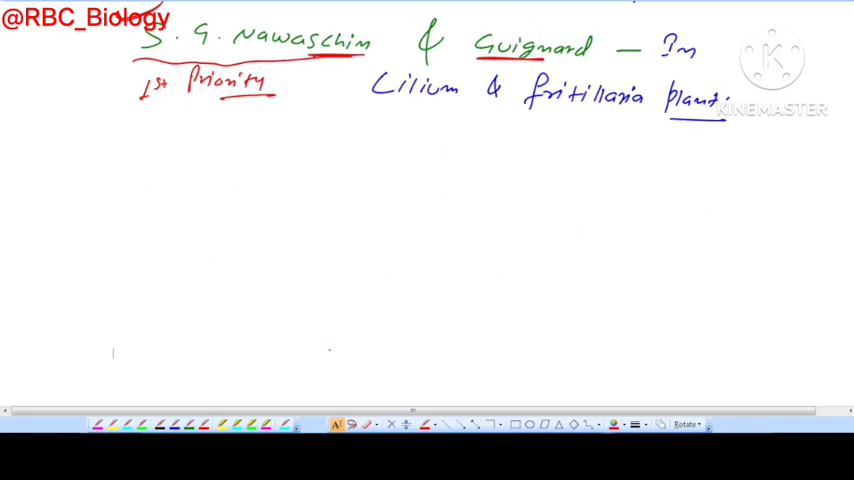 @RBC_Biology
S. G. Nawaschin & Guignard — In
1st Priority Lilium & fritillaria plant.
KINEMASTER
Rotate